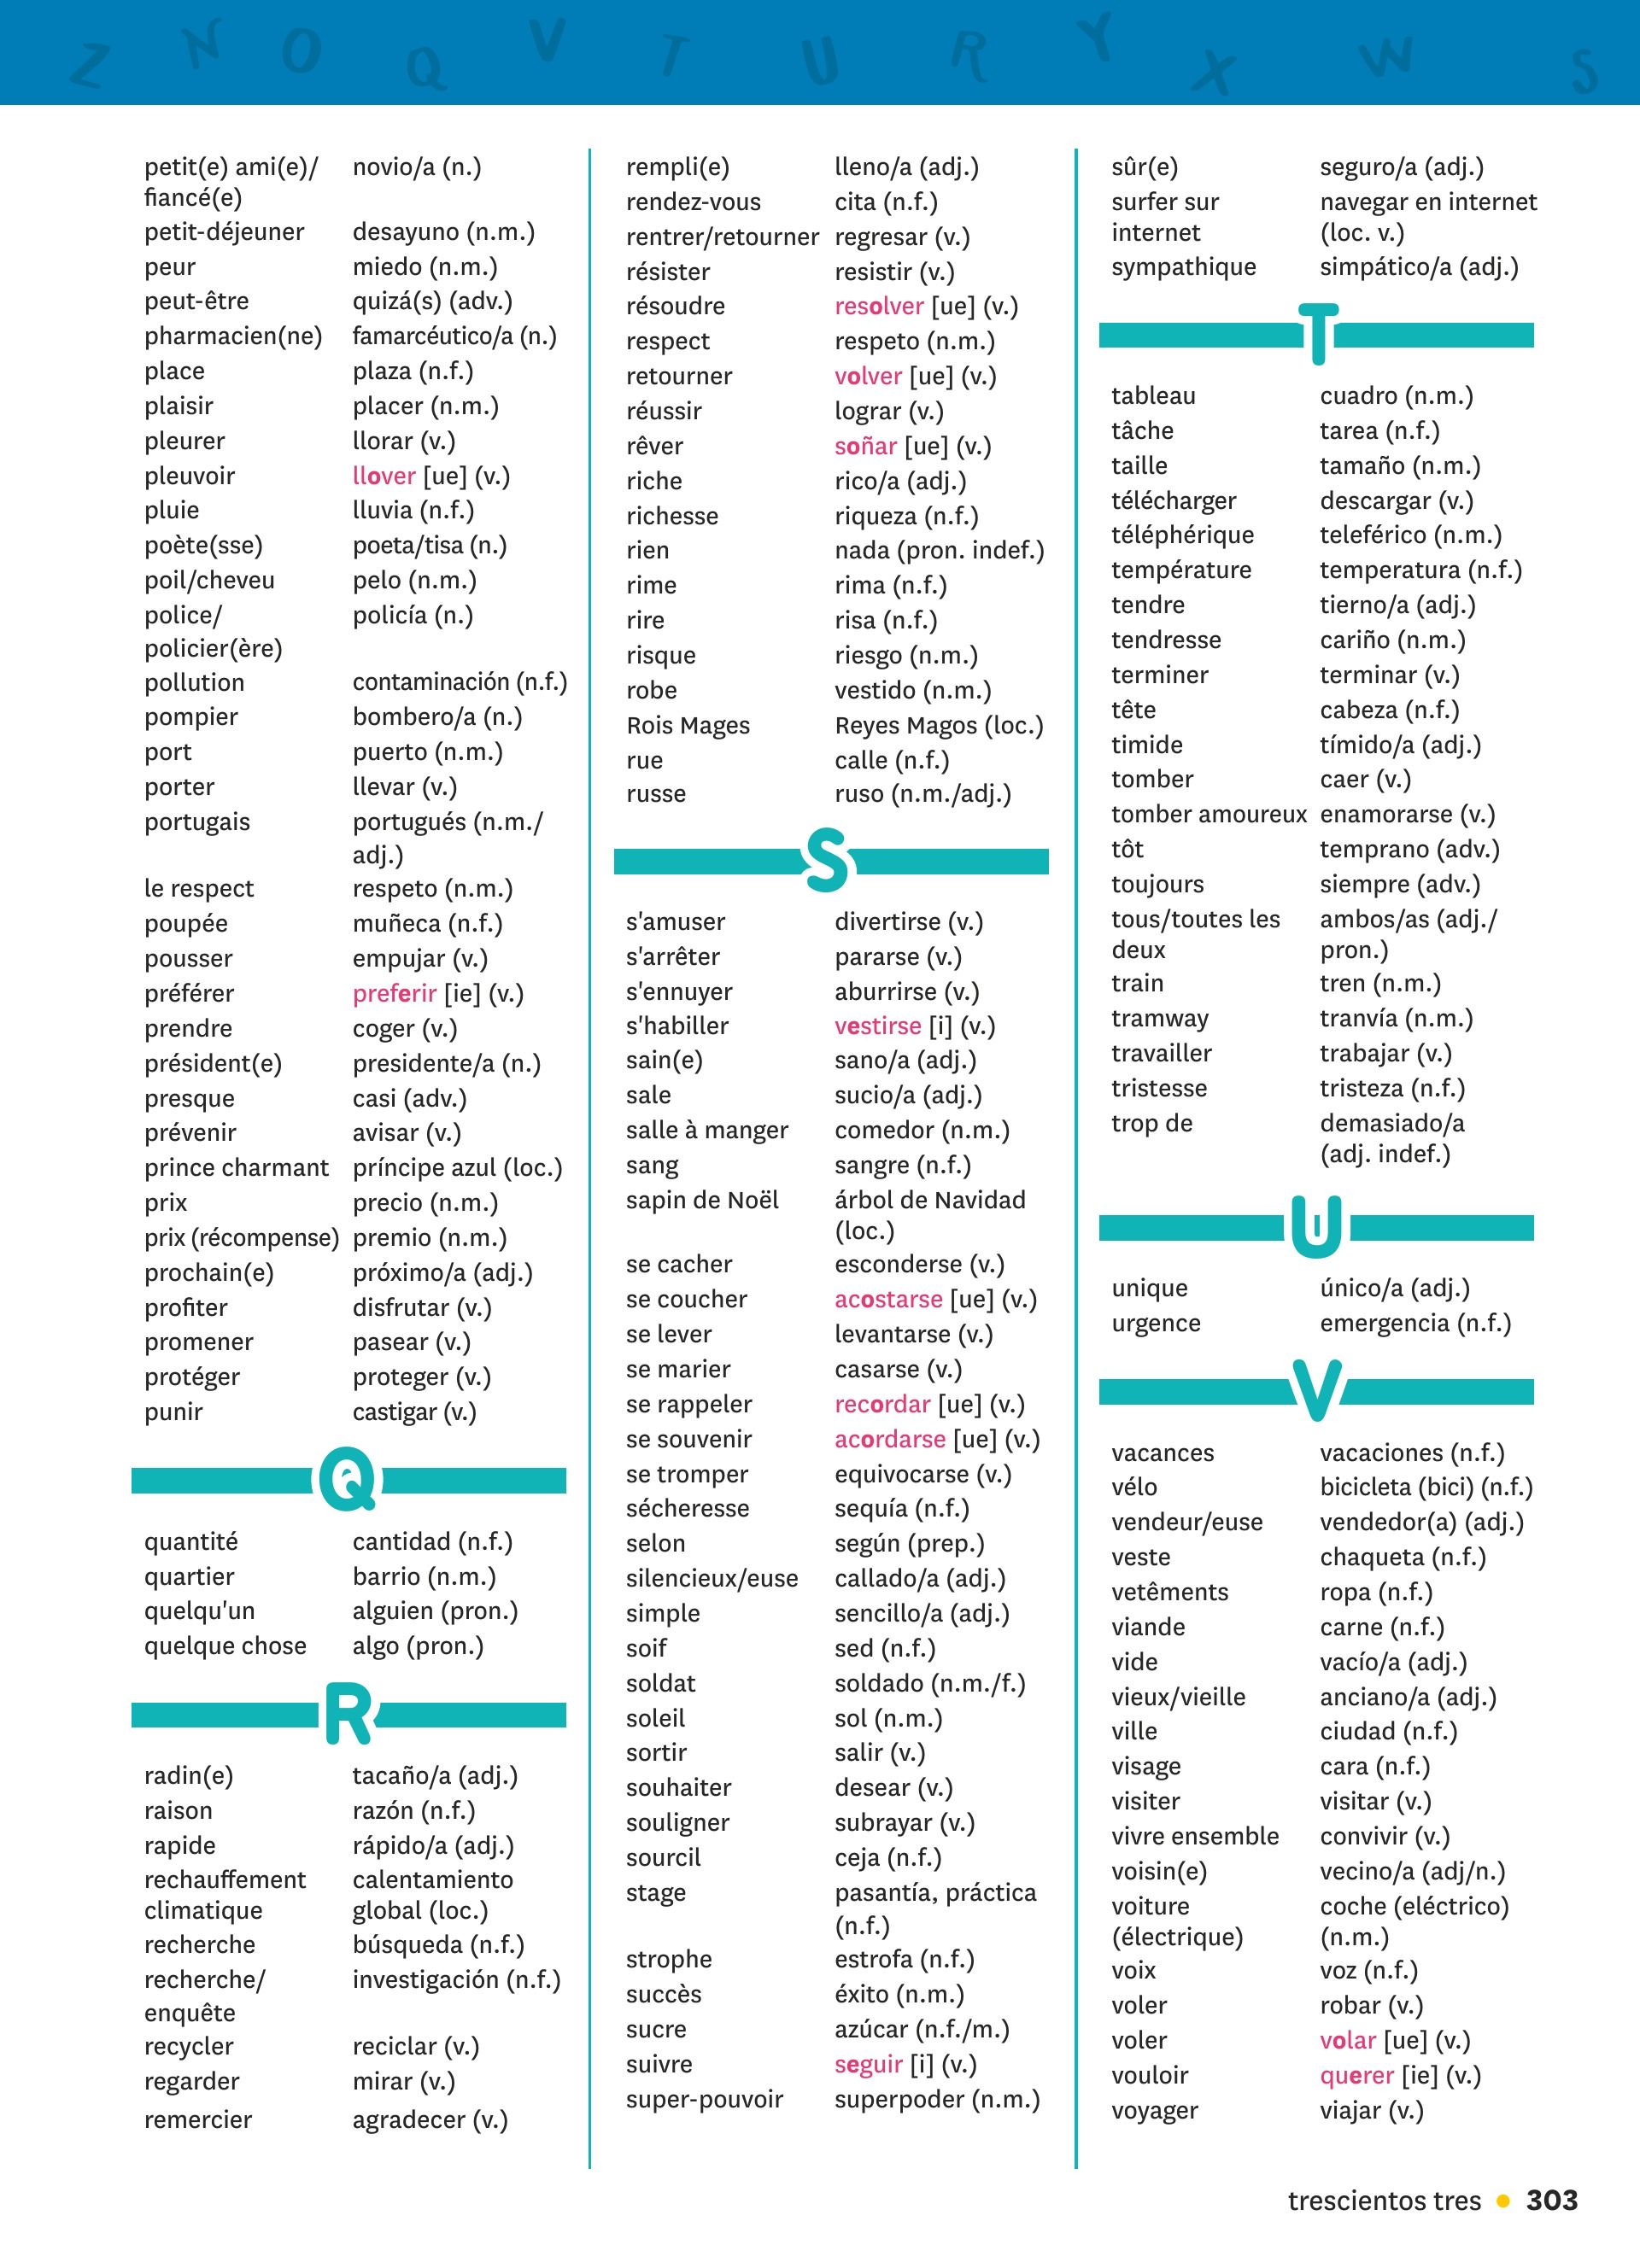 Z N O Q V T U R Y X W S
petit(e) ami(e)/ novio/a (n.)
fiancé(e)
petit-déjeuner desayuno (n.m.)
peur miedo (n.m.)
peut-être quizá(s) (adv.)
pharmacien(ne) famarcéutico/a (n.)
place plaza (n.f.)
plaisir placer (n.m.)
pleurer llorar (v.)
pleuvoir llover [ue] (v.)
pluie lluvia (n.f.)
poète(sse) poeta/tisa (n.)
poil/cheveu pelo (n.m.)
police/ policía (n.)
policier(ère)
pollution contaminación (n.f.)
pompier bombero/a (n.)
port puerto (n.m.)
porter llevar (v.)
portugais portugués (n.m./
adj.)
le respect respeto (n.m.)
poupée muñeca (n.f.)
pousser empujar (v.)
préférer preferir [ie] (v.)
prendre coger (v.)
président(e) presidente/a (n.)
presque casi (adv.)
prévenir avisar (v.)
prince charmant príncipe azul (loc.)
prix precio (n.m.)
prix (récompense) premio (n.m.)
prochain(e) próximo/a (adj.)
profiter disfrutar (v.)
promener pasear (v.)
protéger proteger (v.)
punir castigar (v.)
Q
quantité cantidad (n.f.)
quartier barrio (n.m.)
quelqu'un alguien (pron.)
quelque chose algo (pron.)
R
radin(e) tacaño/a (adj.)
raison razón (n.f.)
rapide rápido/a (adj.)
rechauffement calentamiento
climatique global (loc.)
recherche búsqueda (n.f.)
recherche/ investigación (n.f.)
enquête
recycler reciclar (v.)
regarder mirar (v.)
remercier agradecer (v.)
rempli(e) lleno/a (adj.)
rendez-vous cita (n.f.)
rentrer/retourner regresar (v.)
résister resistir (v.)
résoudre resolver [ue] (v.)
respect respeto (n.m.)
retourner volver [ue] (v.)
réussir lograr (v.)
rêver soñar [ue] (v.)
riche rico/a (adj.)
richesse riqueza (n.f.)
rien nada (pron. indef.)
rime rima (n.f.)
rire risa (n.f.)
risque riesgo (n.m.)
robe vestido (n.m.)
Rois Mages Reyes Magos (loc.)
rue calle (n.f.)
russe ruso (n.m./adj.)
S
s'amuser divertirse (v.)
s'arrêter pararse (v.)
s'ennuyer aburrirse (v.)
s'habiller vestirse [i] (v.)
sain(e) sano/a (adj.)
sale sucio/a (adj.)
salle à manger comedor (n.m.)
sang sangre (n.f.)
sapin de Noël árbol de Navidad
(loc.)
se cacher esconderse (v.)
se coucher acostarse [ue] (v.)
se lever levantarse (v.)
se marier casarse (v.)
se rappeler recordar [ue] (v.)
se souvenir acordarse [ue] (v.)
se tromper equivocarse (v.)
sécheresse sequía (n.f.)
selon según (prep.)
silencieux/euse callado/a (adj.)
simple sencillo/a (adj.)
soif sed (n.f.)
soldat soldado (n.m./f.)
soleil sol (n.m.)
sortir salir (v.)
souhaiter desear (v.)
souligner subrayar (v.)
sourcil ceja (n.f.)
stage pasantía, práctica
(n.f.)
strophe estrofa (n.f.)
succès éxito (n.m.)
sucre azúcar (n.f./m.)
suivre seguir [i] (v.)
super-pouvoir superpoder (n.m.)
sûr(e) seguro/a (adj.)
surfer sur navegar en internet
internet (loc. v.)
sympathique simpático/a (adj.)
T
tableau cuadro (n.m.)
tâche tarea (n.f.)
taille tamaño (n.m.)
télécharger descargar (v.)
téléphérique teleférico (n.m.)
température temperatura (n.f.)
tendre tierno/a (adj.)
tendresse cariño (n.m.)
terminer terminar (v.)
tête cabeza (n.f.)
timide tímido/a (adj.)
tomber caer (v.)
tomber amoureux enamorarse (v.)
tôt temprano (adv.)
toujours siempre (adv.)
tous/toutes les ambos/as (adj./
deux pron.)
train tren (n.m.)
tramway tranvía (n.m.)
travailler trabajar (v.)
tristesse tristeza (n.f.)
trop de demasiado/a
(adj. indef.)
U
unique único/a (adj.)
urgence emergencia (n.f.)
V
vacances vacaciones (n.f.)
vélo bicicleta (bici) (n.f.)
vendeur/euse vendedor(a) (adj.)
veste chaqueta (n.f.)
vetêments ropa (n.f.)
viande carne (n.f.)
vide vacío/a (adj.)
vieux/vieille anciano/a (adj.)
ville ciudad (n.f.)
visage cara (n.f.)
visiter visitar (v.)
vivre ensemble convivir (v.)
voisin(e) vecino/a (adj/n.)
voiture coche (eléctrico)
(électrique) (n.m.)
voix voz (n.f.)
voler robar (v.)
voler volar [ue] (v.)
vouloir querer [ie] (v.)
voyager viajar (v.)
trescientos tres • 303